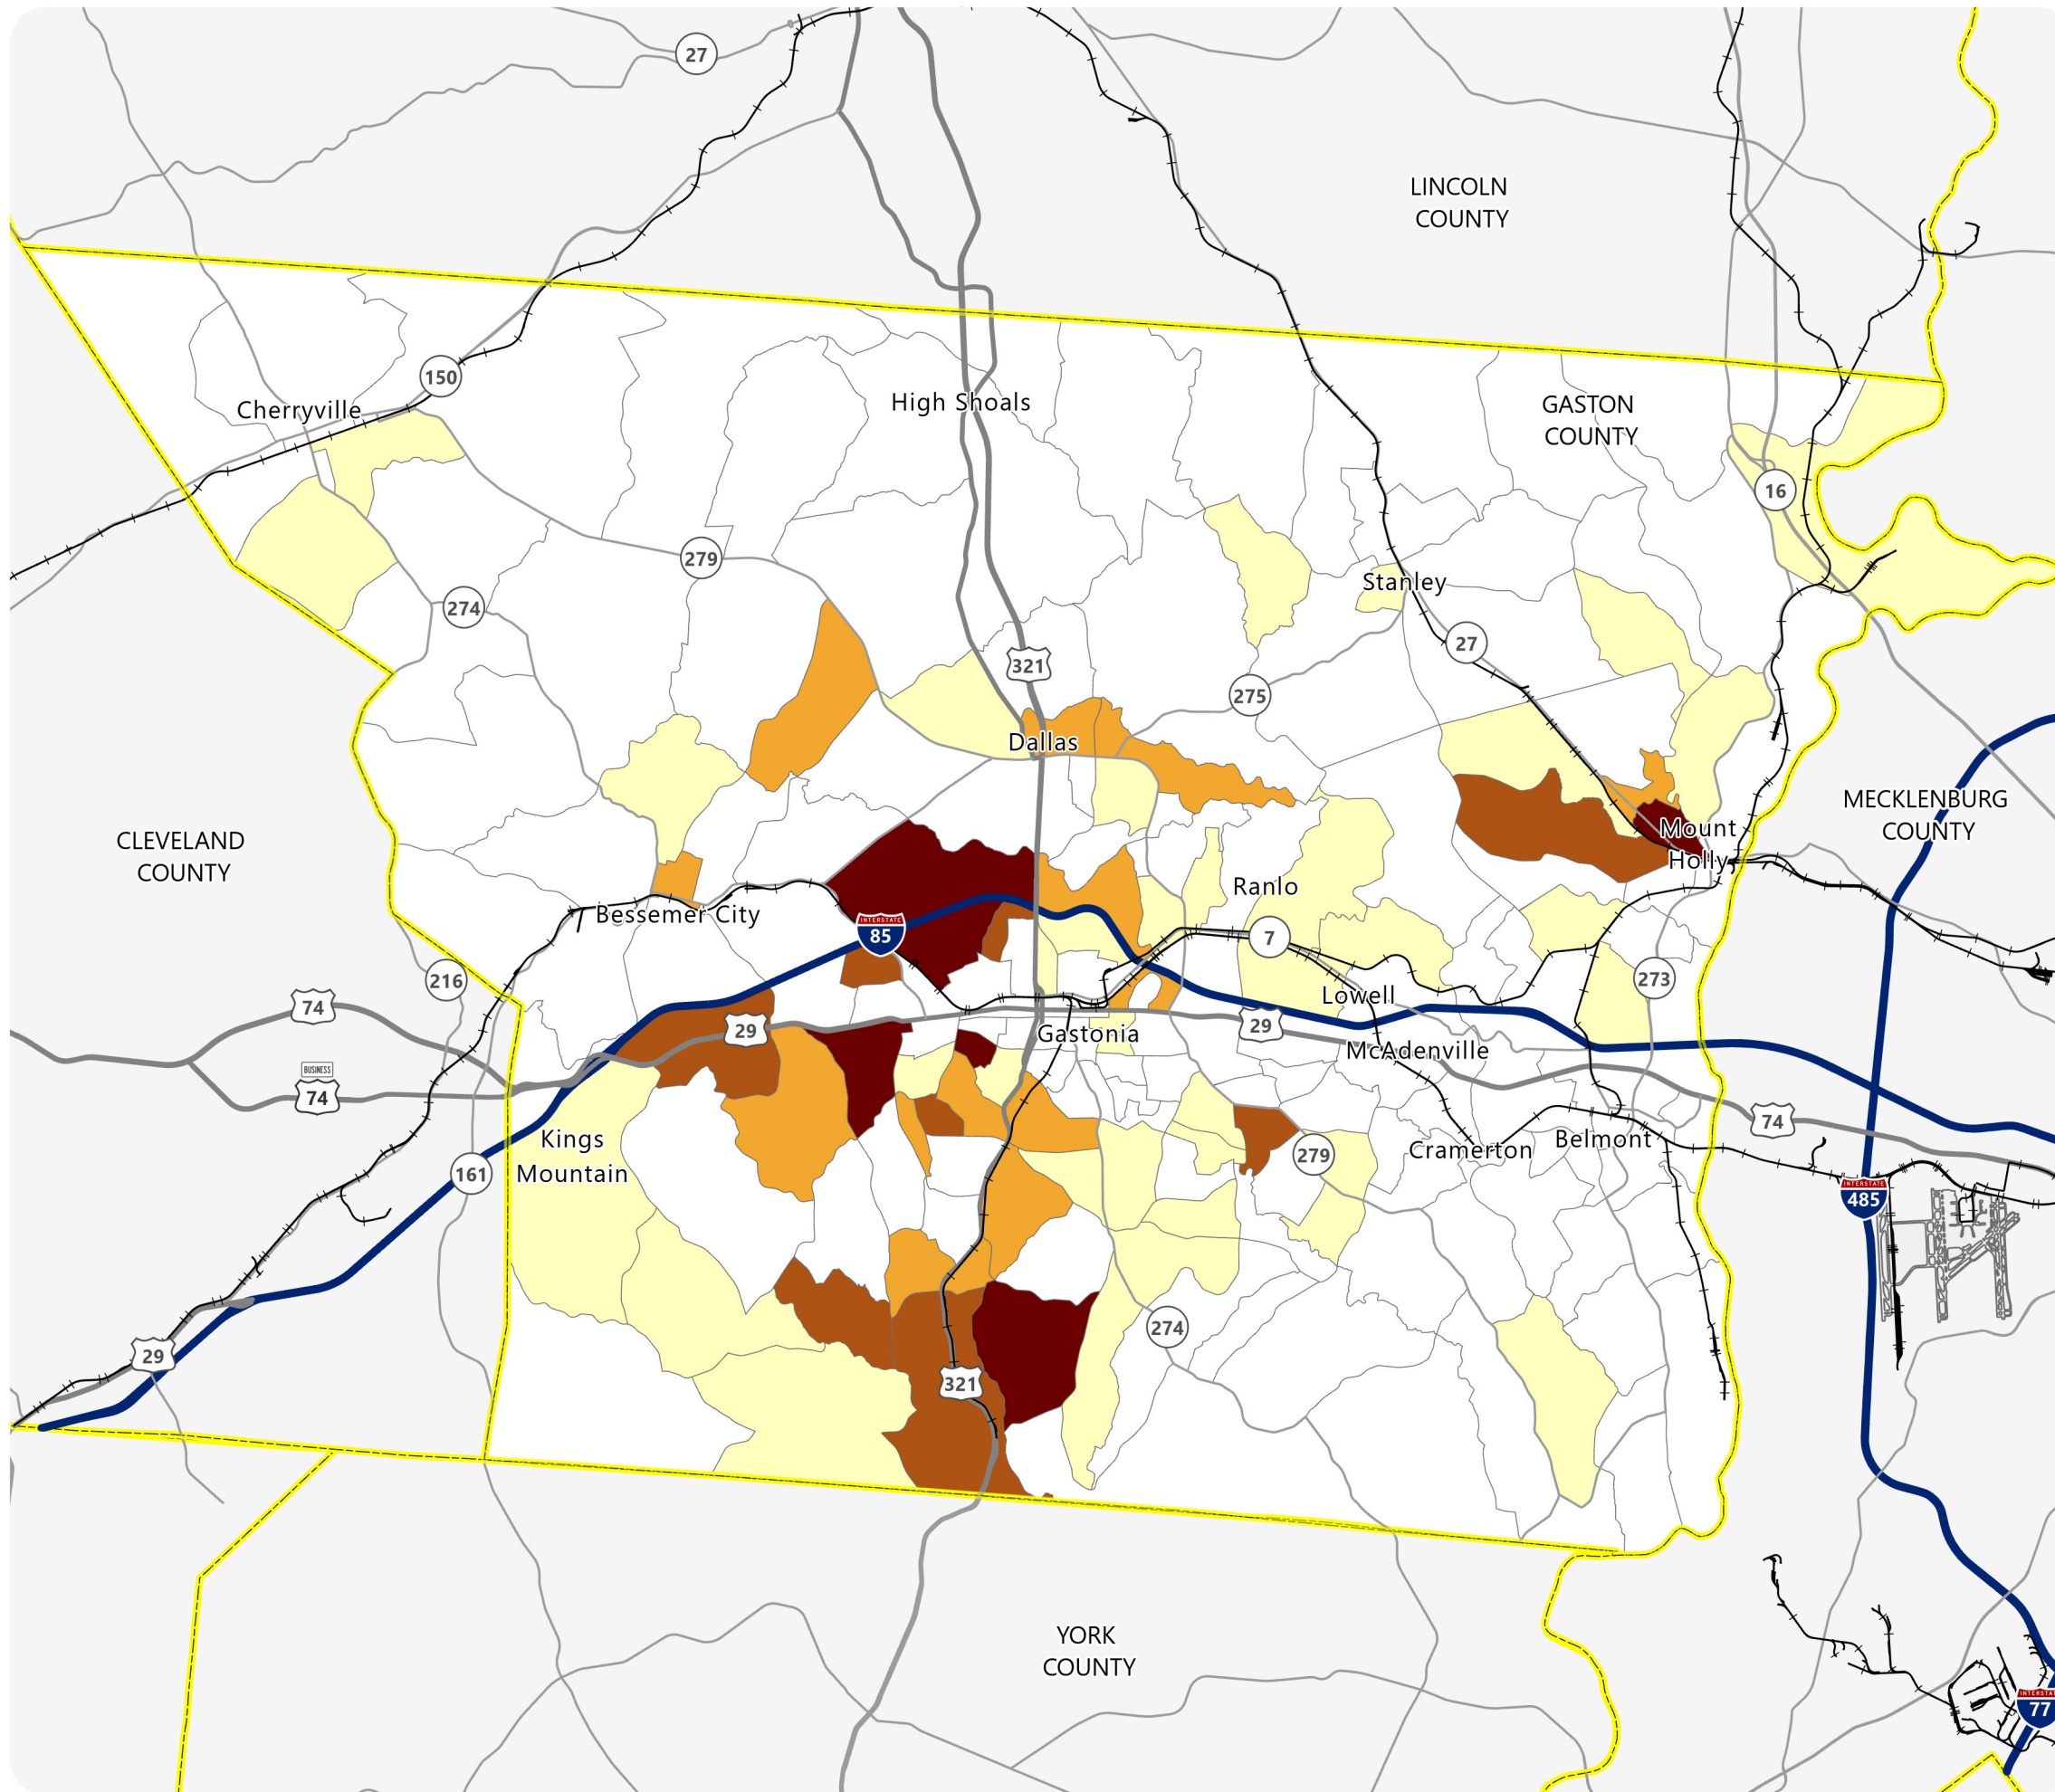 27
LINCOLN
COUNTY
150
Cherryville
High Shoals
GASTON
COUNTY
16
279
Stanley
274
27
321
275
Dallas
MECKLENBURG
COUNTY
CLEVELAND
COUNTY
Mount
Holly
Ranlo
Bessemer City
INTERSTATE
85
7
216
273
74
Lowell
29
29
Gastonia
McAdenville
BUSINESS
74
74
Kings
Mountain
Belmont
Cramerton
279
161
INTERSTATE
485
274
29
321
YORK
COUNTY
INTERSTATE
77